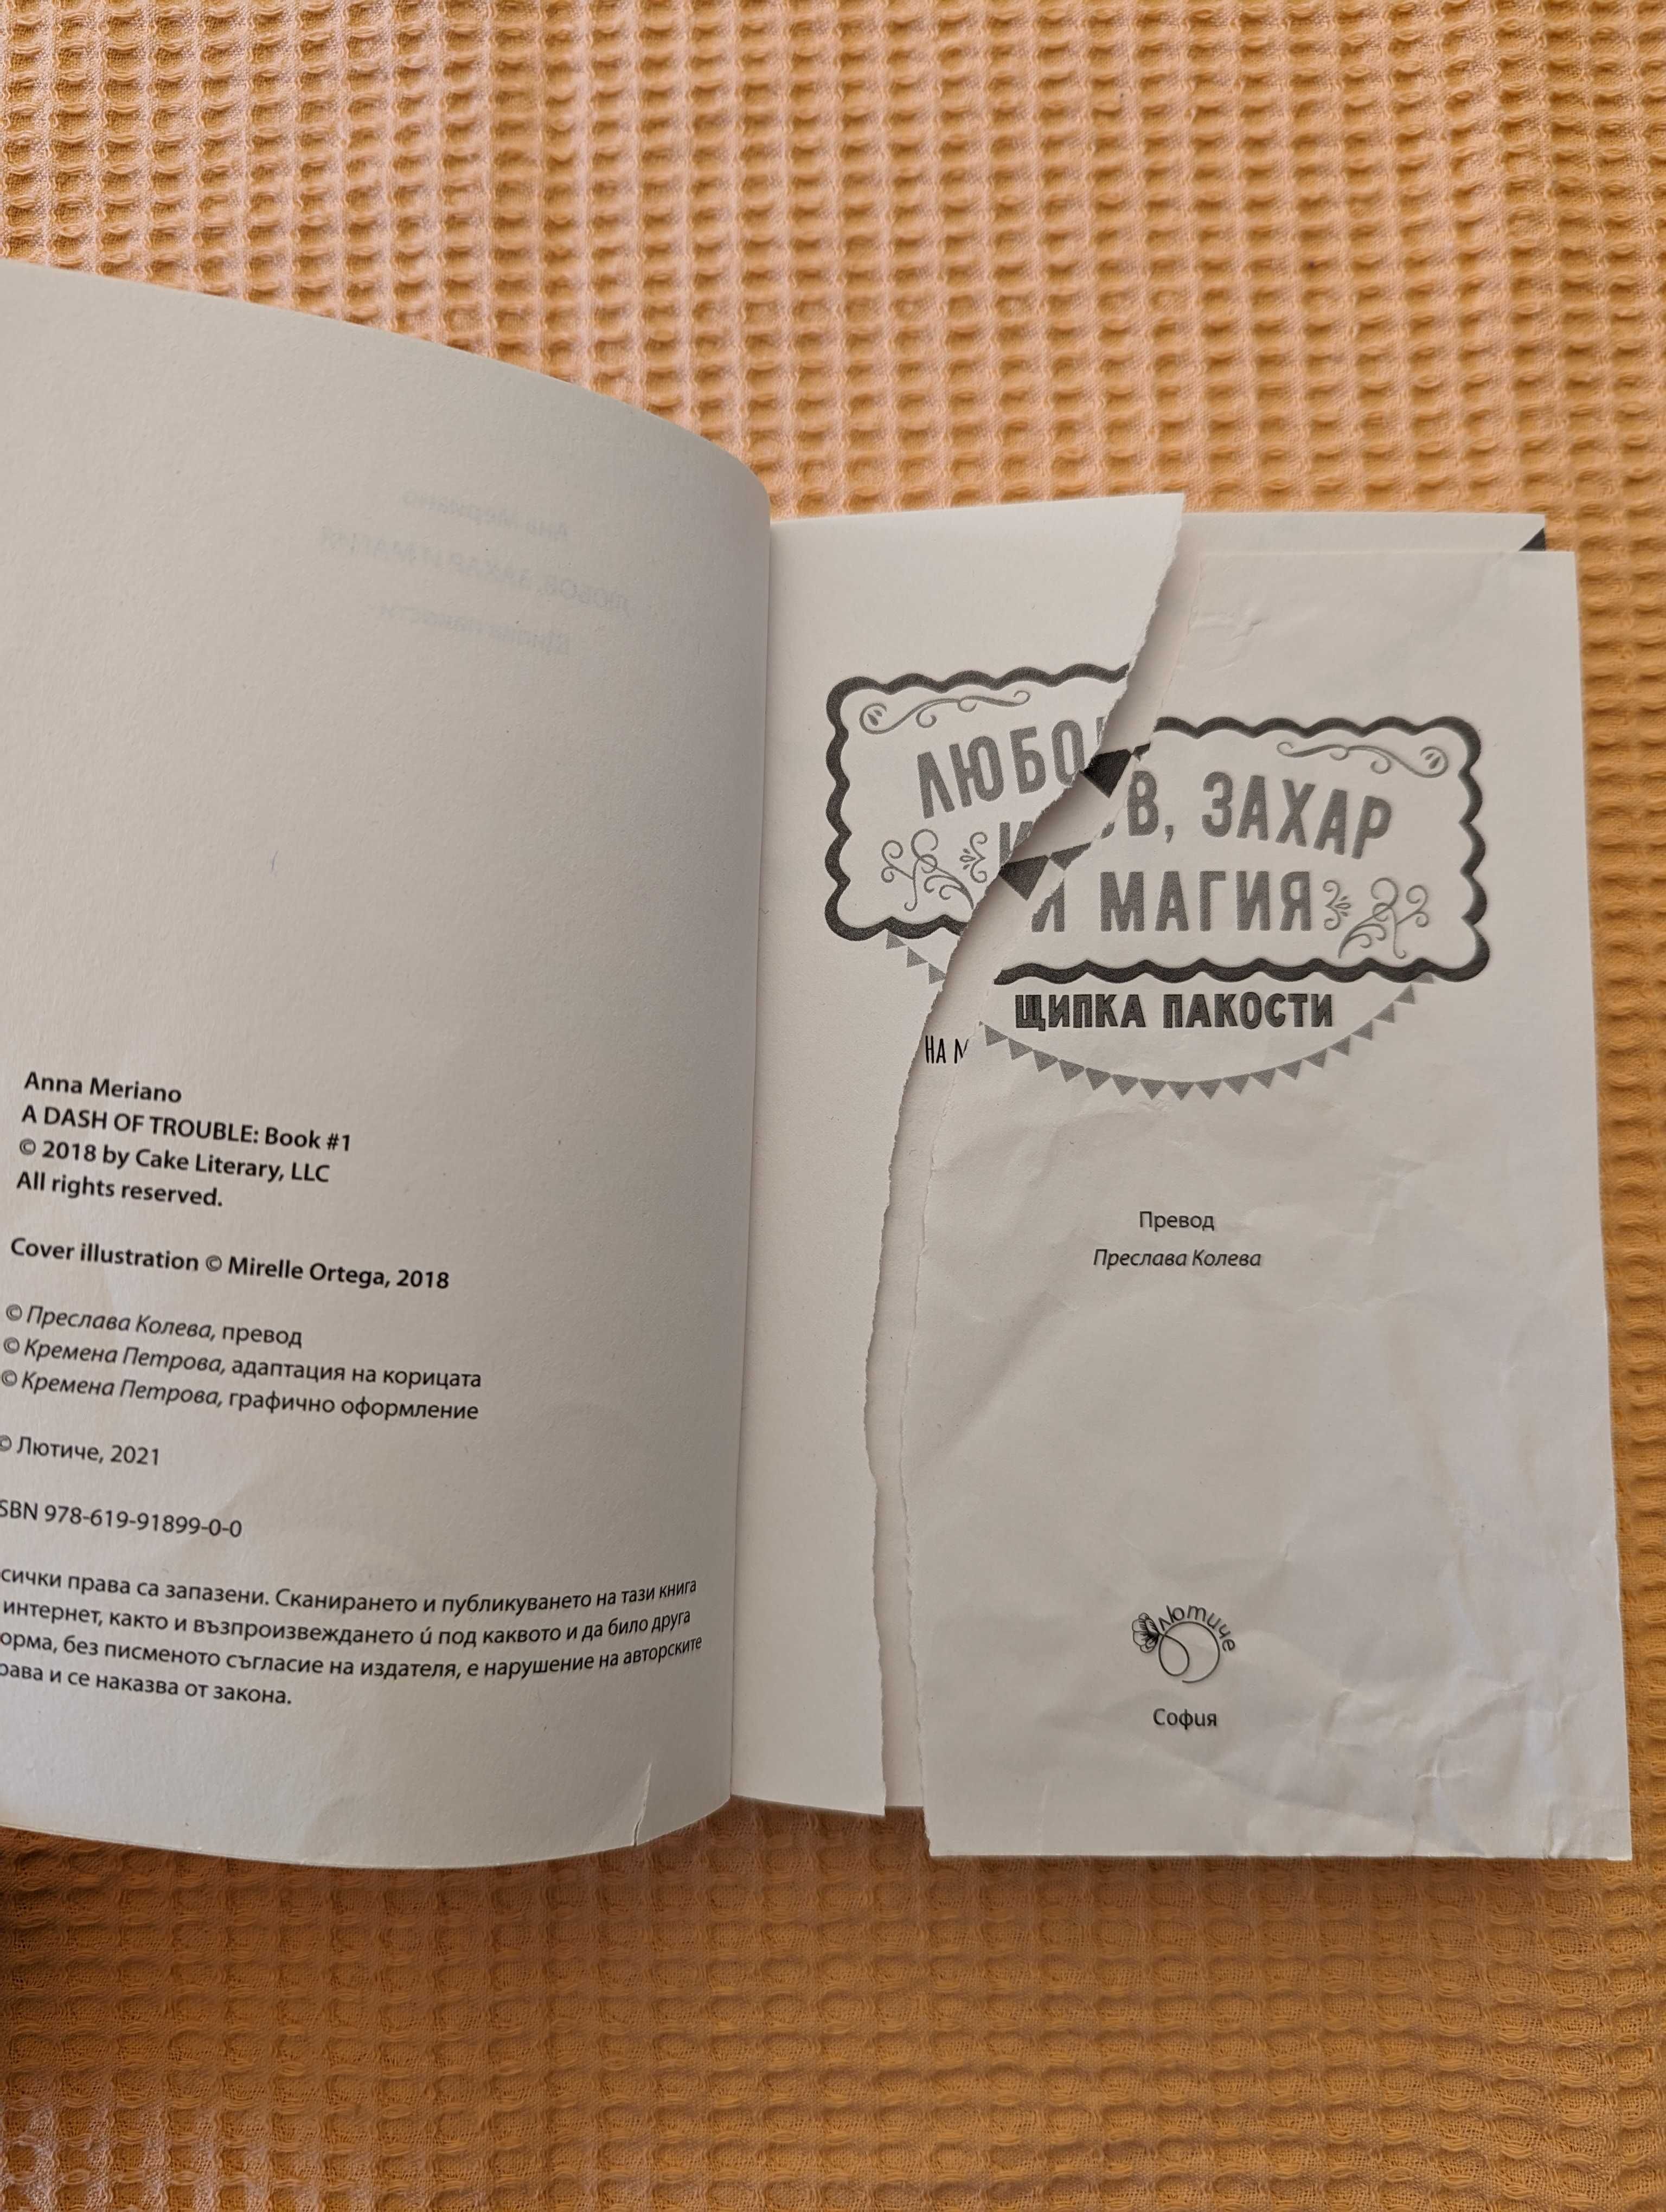 Anna Meriano
A DASH OF TROUBLE: Book #1
© 2018 by Cake Literary, LLC
All rights reserved.
Cover illustration © Mirelle Ortega, 2018
© Преслава Колева, превод
© Кремена Петрова, адаптация на корицата
© Кремена Петрова, графично оформление
© Лютиче, 2021
SBN 978-619-91899-0-0
сички права са запазени. Сканирането и публикуването на тази книга
интернет, както и възпроизвеждането ѝ под каквото и да било друга
орма, без писменото съгласие на издателя, е нарушение на авторските
рава и се наказва от закона.
ЛЮБО
И
В, ЗАХАР
И МАГИЯ
ЩИПКА ПАКОСТИ
НА М
Превод
Преслава Колева
лютиче
София